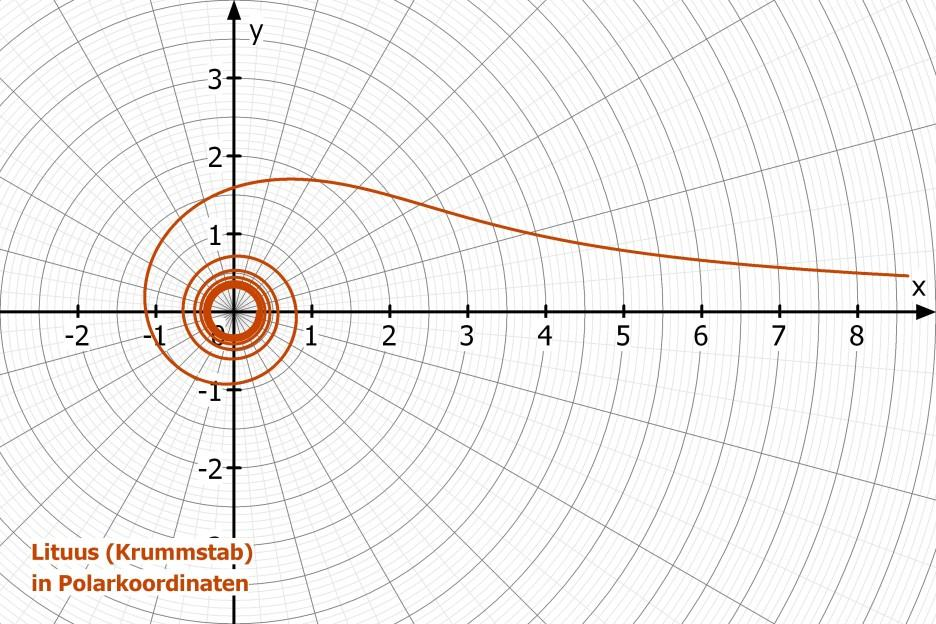 y
3
2
1
x
-2 -1 0 1 2 3 4 5 6 7 8
-1
-2
Lituus (Krummstab)
in Polarkoordinaten